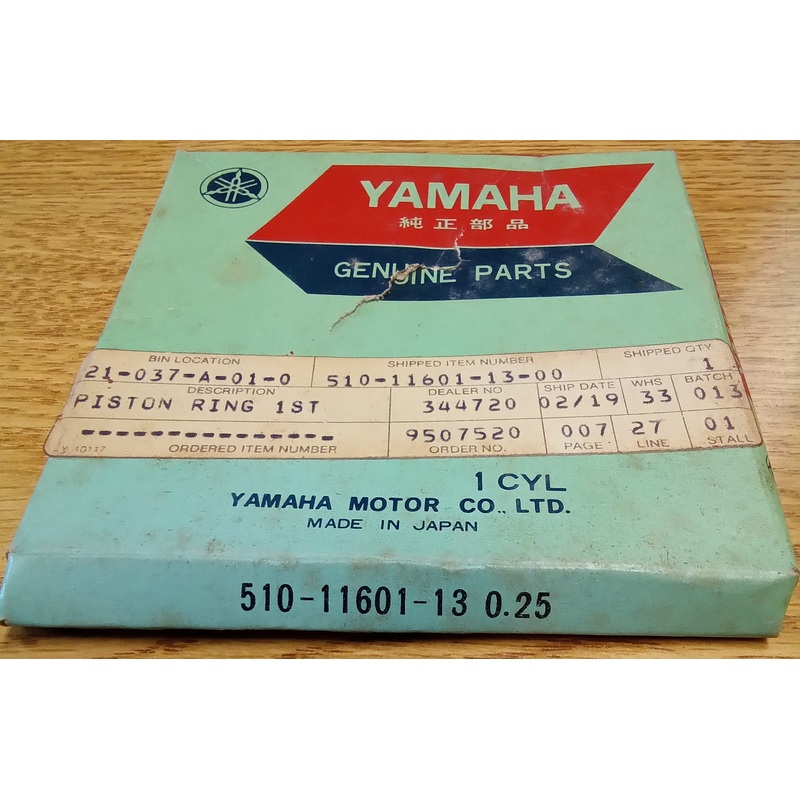 YAMAHA
純正部品
GENUINE PARTS
BIN LOCATION SHIPPED ITEM NUMBER SHIPPED QTY
21-037-A-01-0 510-11601-13-00 1
DESCRIPTION DEALER NO. SHIP DATE WHS BATCH
PISTON RING 1ST 344720 02/19 33 013
--------------- 9507520 007 27 01
ORDERED ITEM NUMBER ORDER NO. PAGE LINE STALL
10117
1 CYL
YAMAHA MOTOR CO., LTD.
MADE IN JAPAN
510-11601-13 0.25